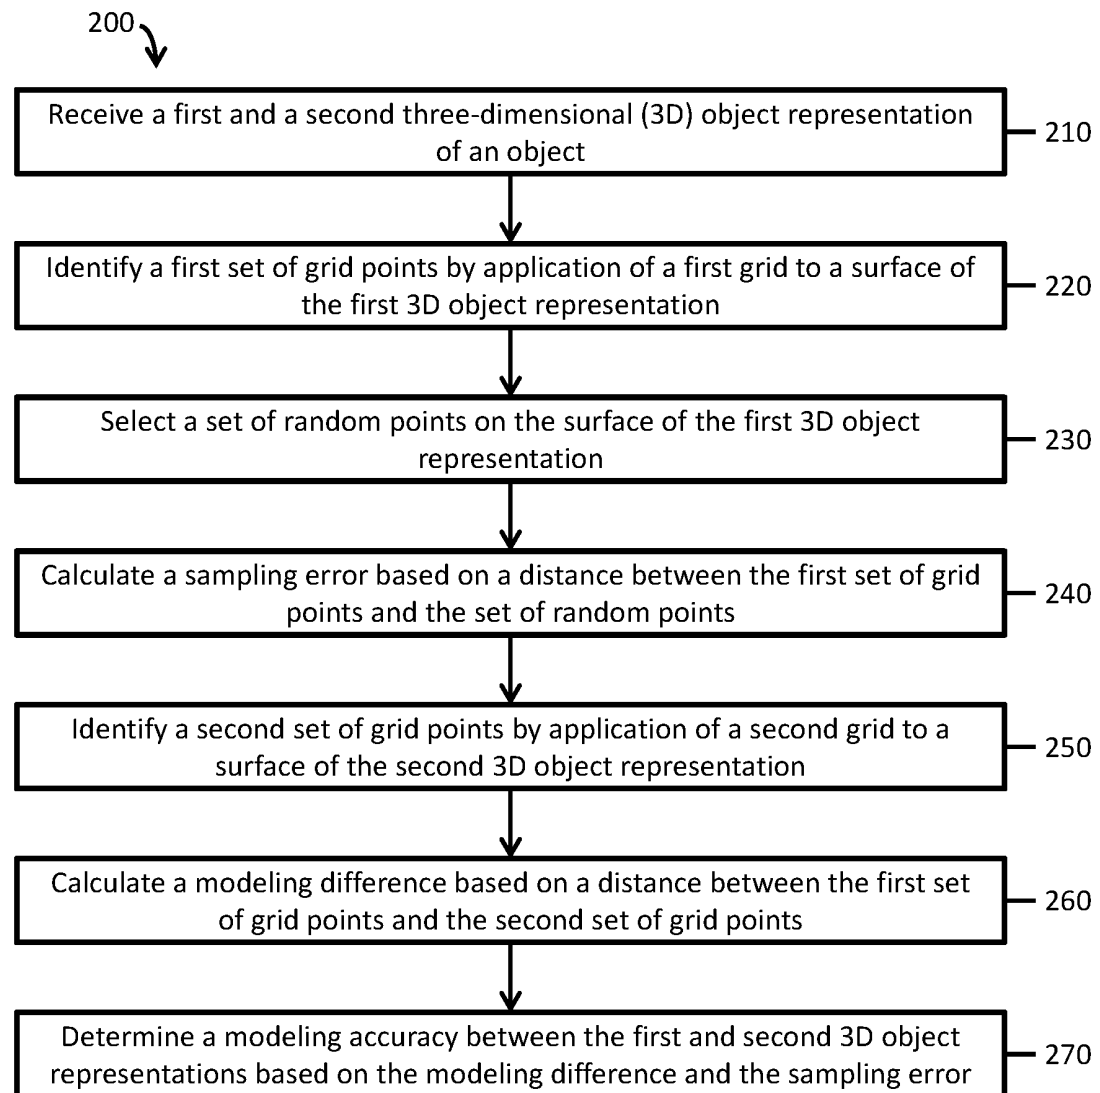 200
Receive a first and a second three-dimensional (3D) object representation
of an object
210
Identify a first set of grid points by application of a first grid to a surface of
the first 3D object representation
220
Select a set of random points on the surface of the first 3D object
representation
230
Calculate a sampling error based on a distance between the first set of grid
points and the set of random points
240
Identify a second set of grid points by application of a second grid to a
surface of the second 3D object representation
250
Calculate a modeling difference based on a distance between the first set
of grid points and the second set of grid points
260
Determine a modeling accuracy between the first and second 3D object
representations based on the modeling difference and the sampling error
270